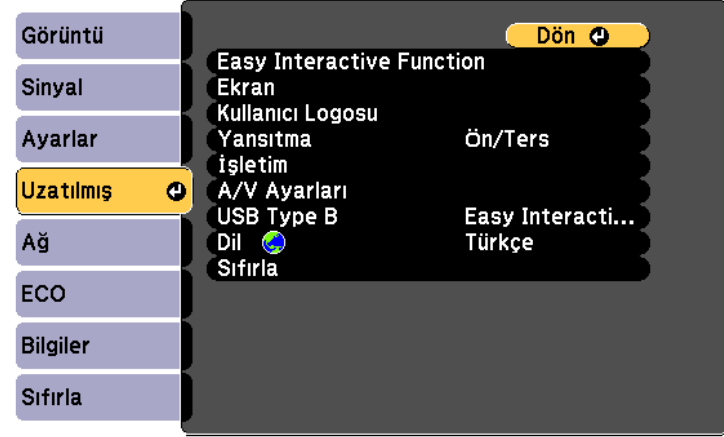 Görüntü
Sinyal
Ayarlar
Uzatılmış
Ağ
ECO
Bilgiler
Sıfırla
Dön
Easy Interactive Function
Ekran
Kullanıcı Logosu
Yansıtma Ön/Ters
İşletim
A/V Ayarları
USB Type B Easy Interacti...
Dil Türkçe
Sıfırla